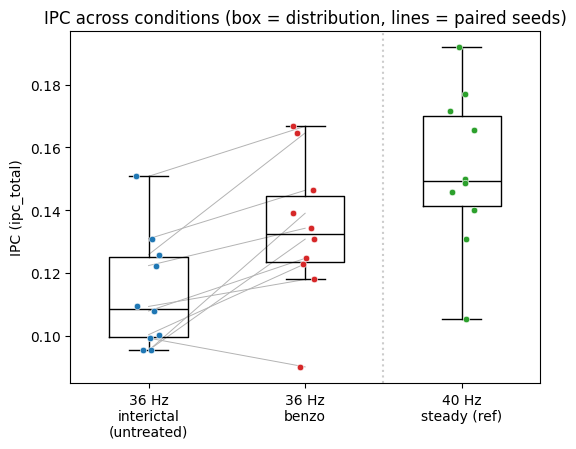 IPC across conditions (box = distribution, lines = paired seeds)
IPC (ipc_total)
0.18
0.16
0.14
0.12
0.10
36 Hz
interictal
(untreated)
36 Hz
benzo
40 Hz
steady (ref)